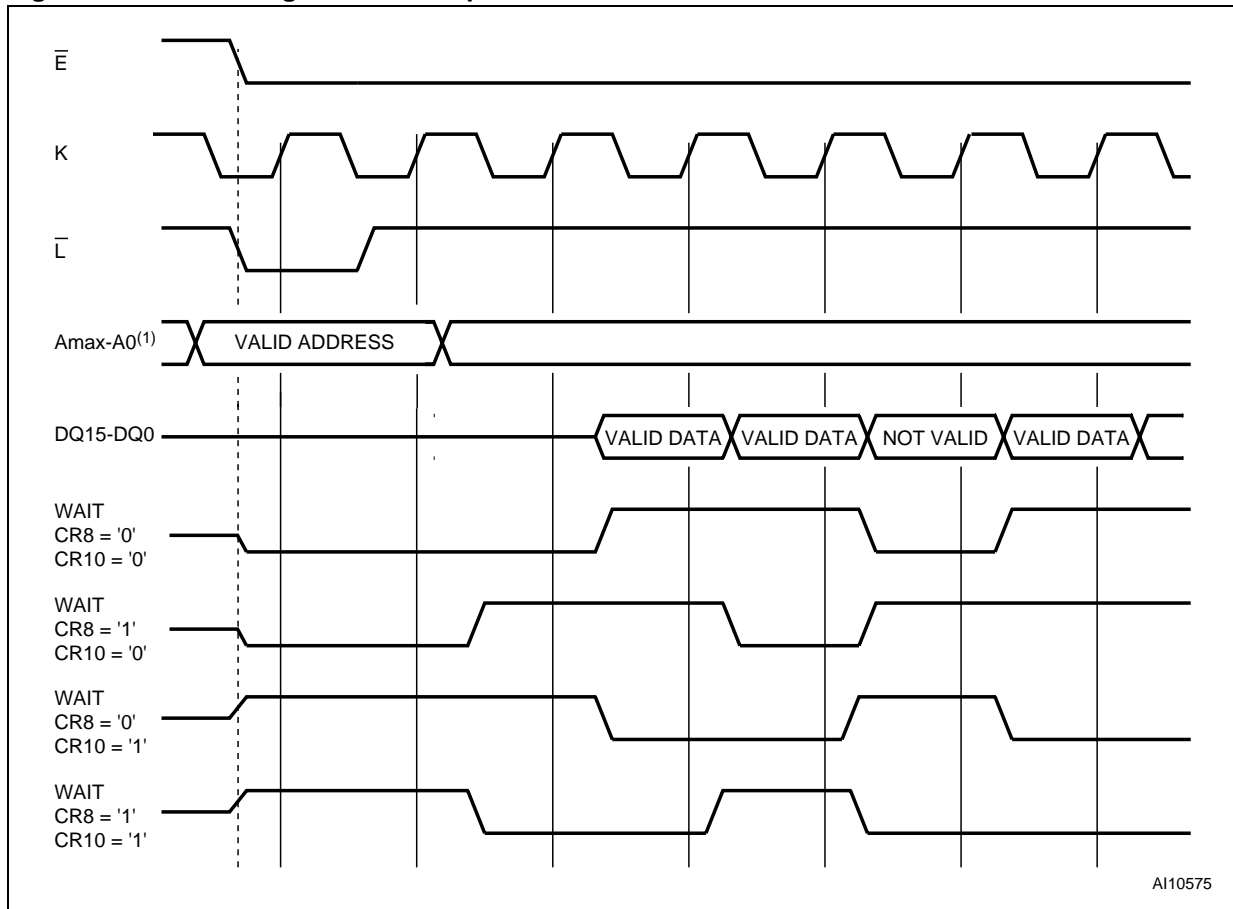 E
K
L
Amax-A0(1)
VALID ADDRESS
DQ15-DQ0
VALID DATA VALID DATA NOT VALID VALID DATA
WAIT
CR8 = '0'
CR10 = '0'
WAIT
CR8 = '1'
CR10 = '0'
WAIT
CR8 = '0'
CR10 = '1'
WAIT
CR8 = '1'
CR10 = '1'
AI10575